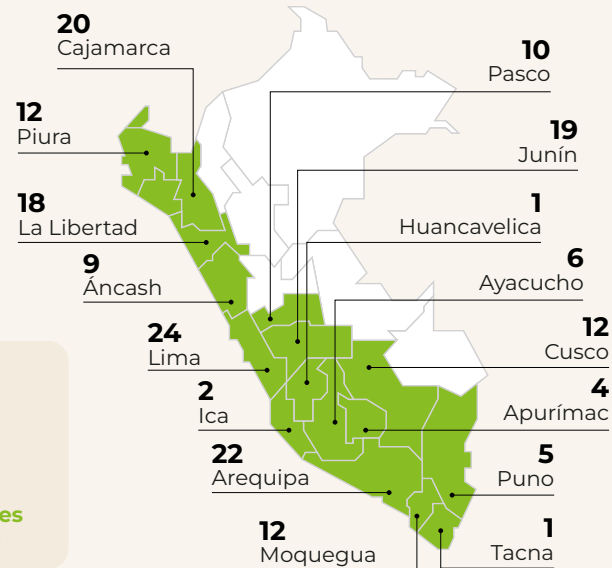 20
Cajamarca
10
Pasco
12
Piura
19
Junín
18
La Libertad
1
Huancavelica
9
Áncash
6
Ayacucho
24
Lima
12
Cusco
2
Ica
4
Apurímac
22
Arequipa
5
Puno
es
12
Moquegua
1
Tacna